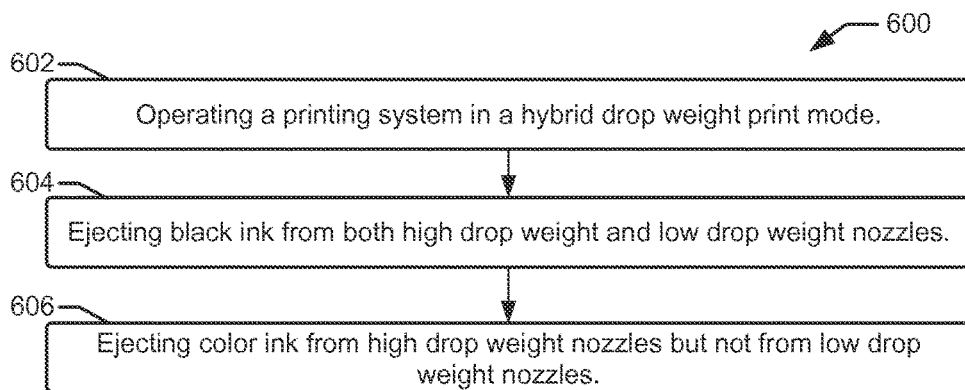 600
602
Operating a printing system in a hybrid drop weight print mode.
604
Ejecting black ink from both high drop weight and low drop weight nozzles.
606
Ejecting color ink from high drop weight nozzles but not from low drop
weight nozzles.